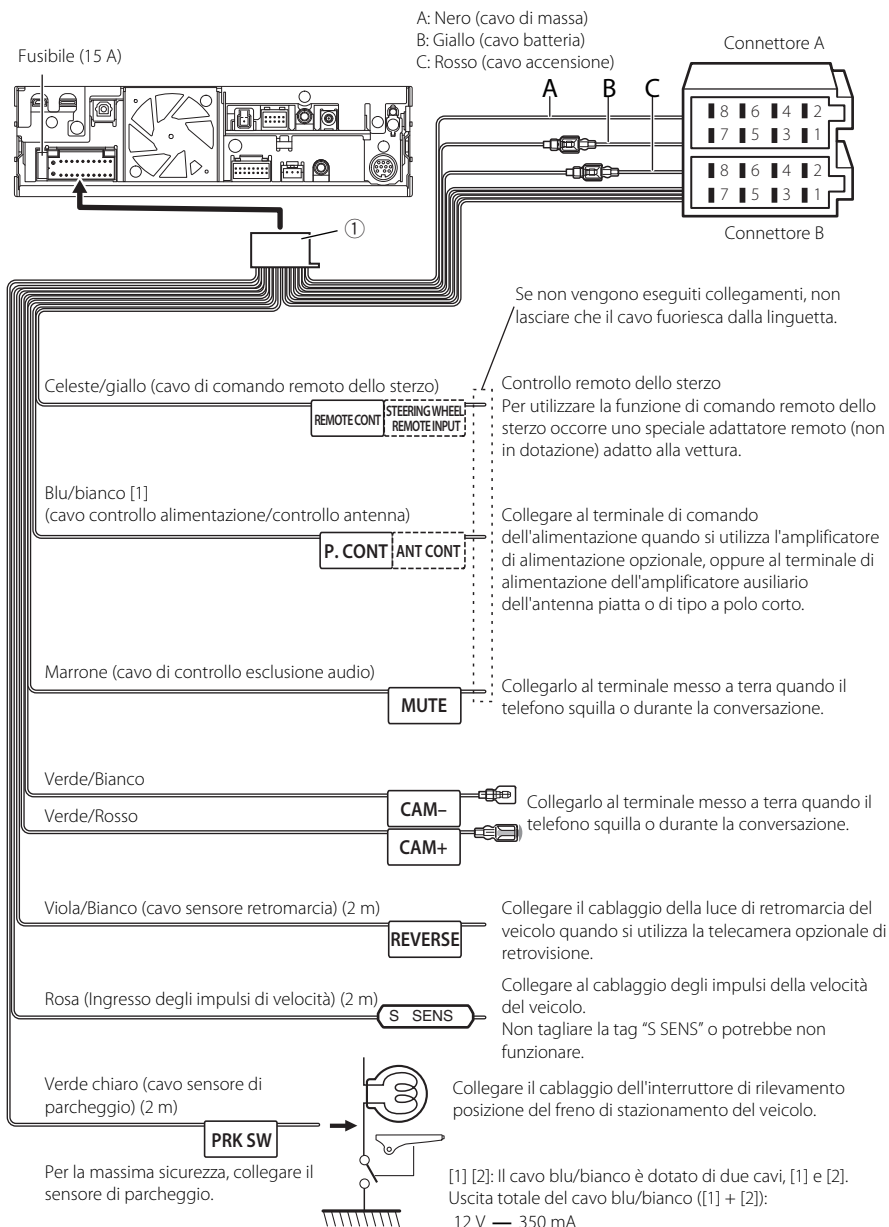 A: Nero (cavo di massa)
B: Giallo (cavo batteria)
C: Rosso (cavo accensione)
Fusibile (15 A)
Connettore A
A B C
8 6 4 2
7 5 3 1
8 6 4 2
7 5 3 1
Connettore B
①
Se non vengono eseguiti collegamenti, non
lasciare che il cavo fuoriesca dalla linguetta.
Celeste/giallo (cavo di comando remoto dello sterzo)
REMOTE CONT
STEERING WHEEL
REMOTE INPUT
Controllo remoto dello sterzo
Per utilizzare la funzione di comando remoto dello
sterzo occorre uno speciale adattatore remoto (non
in dotazione) adatto alla vettura.
Blu/bianco [1]
(cavo controllo alimentazione/controllo antenna)
P. CONT
ANT CONT
Collegare al terminale di comando
dell'alimentazione quando si utilizza l'amplificatore
di alimentazione opzionale, oppure al terminale di
alimentazione dell'amplificatore ausiliario
dell'antenna piatta o di tipo a polo corto.
Marrone (cavo di controllo esclusione audio)
MUTE
Collegarlo al terminale messo a terra quando il
telefono squilla o durante la conversazione.
Verde/Bianco
CAM–
Verde/Rosso
CAM+
Collegarlo al terminale messo a terra quando il
telefono squilla o durante la conversazione.
Viola/Bianco (cavo sensore retromarcia) (2 m)
REVERSE
Collegare il cablaggio della luce di retromarcia del
veicolo quando si utilizza la telecamera opzionale di
retrovisione.
Rosa (Ingresso degli impulsi di velocità) (2 m)
S SENS
Collegare al cablaggio degli impulsi della velocità
del veicolo.
Non tagliare la tag “S SENS” o potrebbe non
funzionare.
Verde chiaro (cavo sensore di
parcheggio) (2 m)
PRK SW
Per la massima sicurezza, collegare il
sensore di parcheggio.
Collegare il cablaggio dell'interruttore di rilevamento
posizione del freno di stazionamento del veicolo.
[1] [2]: Il cavo blu/bianco è dotato di due cavi, [1] e [2].
Uscita totale del cavo blu/bianco ([1] + [2]):
12 V — 350 mA